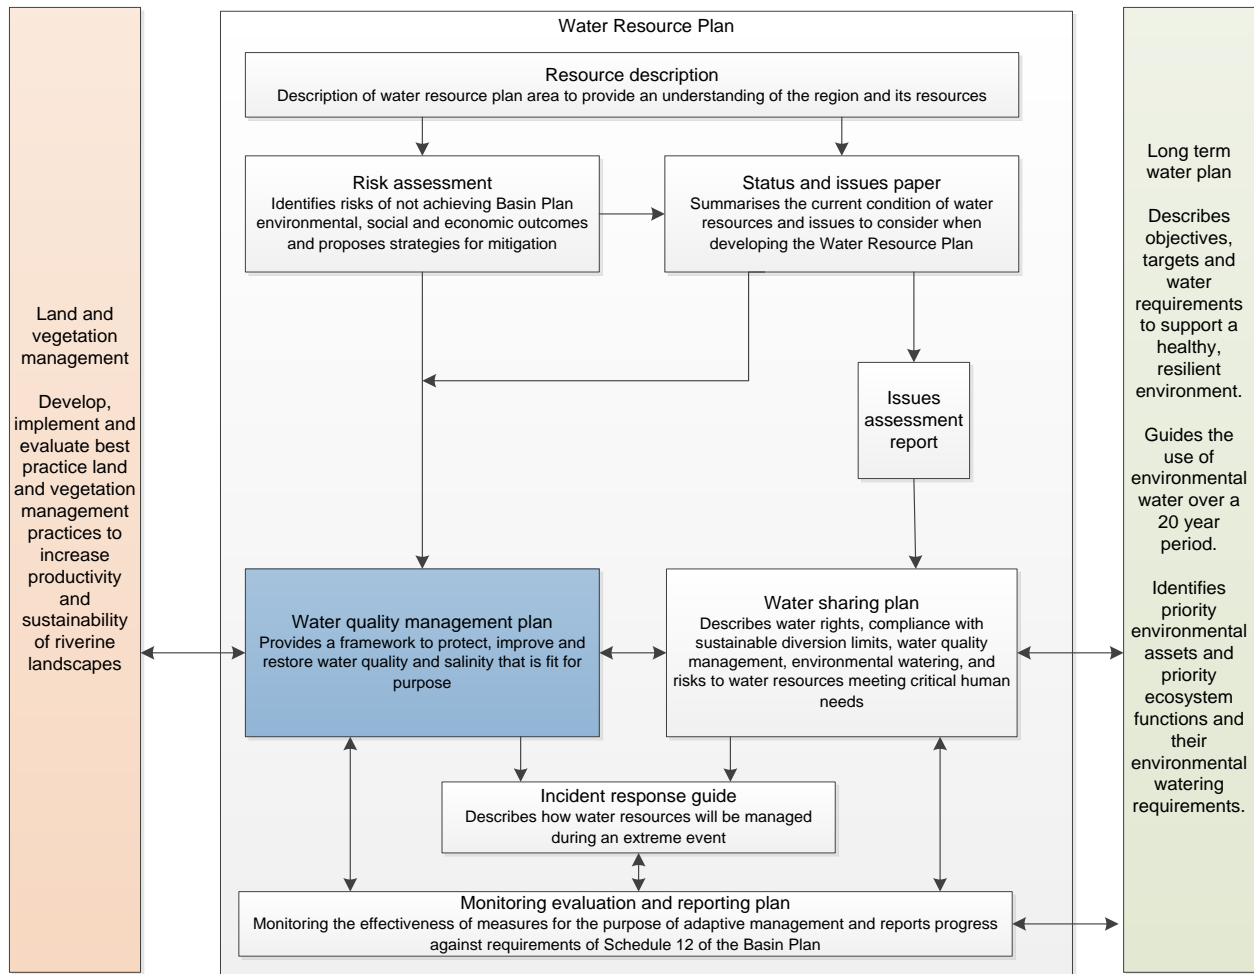 Water Resource Plan
Resource description
Description of water resource plan area to provide an understanding of the region and its resources
Risk assessment
Identifies risks of not achieving Basin Plan
environmental, social and economic outcomes
and proposes strategies for mitigation
Status and issues paper
Summarises the current condition of water
resources and issues to consider when
developing the Water Resource Plan
Issues
assessment
report
Land and
vegetation
management
Develop,
implement and
evaluate best
practice land
and vegetation
management
practices to
increase
productivity
and
sustainability
of riverine
landscapes
Water quality management plan
Provides a framework to protect, improve and
restore water quality and salinity that is fit for
purpose
Water sharing plan
Describes water rights, compliance with
sustainable diversion limits, water quality
management, environmental watering, and
risks to water resources meeting critical human
needs
Incident response guide
Describes how water resources will be managed
during an extreme event
Monitoring evaluation and reporting plan
Monitoring the effectiveness of measures for the purpose of adaptive management and reports progress
against requirements of Schedule 12 of the Basin Plan
Long term
water plan
Describes
objectives,
targets and
water
requirements
to support a
healthy,
resilient
environment.
Guides the
use of
environmental
water over a
20 year
period.
Identifies
priority
environmental
assets and
priority
ecosystem
functions and
their
environmental
watering
requirements.